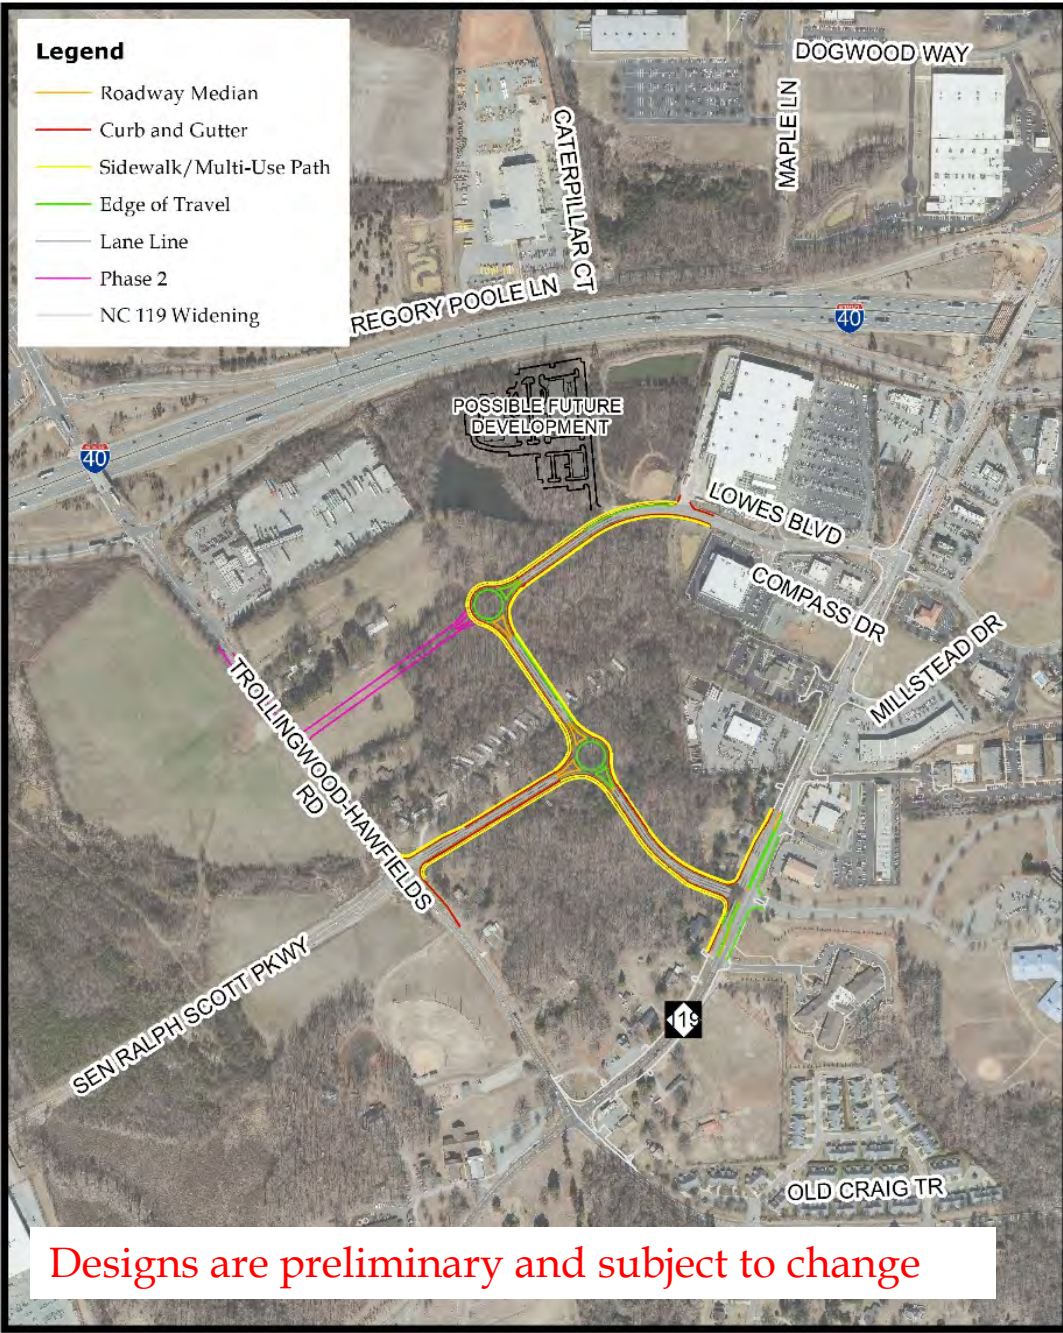 Legend
Roadway Median
Curb and Gutter
Sidewalk/Multi-Use Path
Edge of Travel
Lane Line
Phase 2
NC 119 Widening
DOGWOOD WAY
MAPLE LN
CATERPILLAR CT
REGORY POOLE LN
40
POSSIBLE FUTURE
DEVELOPMENT
40
LOWES BLVD
COMPASS DR
MILLSTEAD DR
TROLLINGWOOD-HAWFIELDS
RD
SEN RALPH SCOTT PKWY
119
OLD CRAIG TR
Designs are preliminary and subject to change